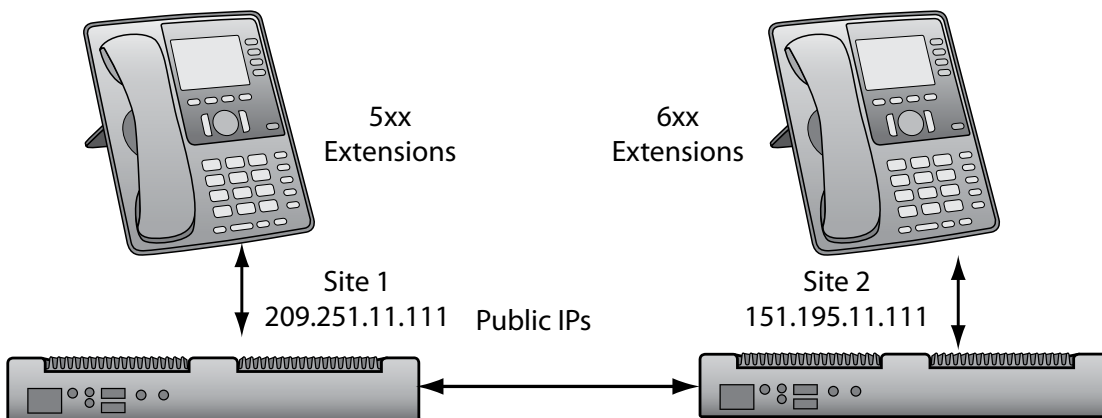 5xx
Extensions
6xx
Extensions
Site 1
209.251.11.111
Public IPs
Site 2
151.195.11.111